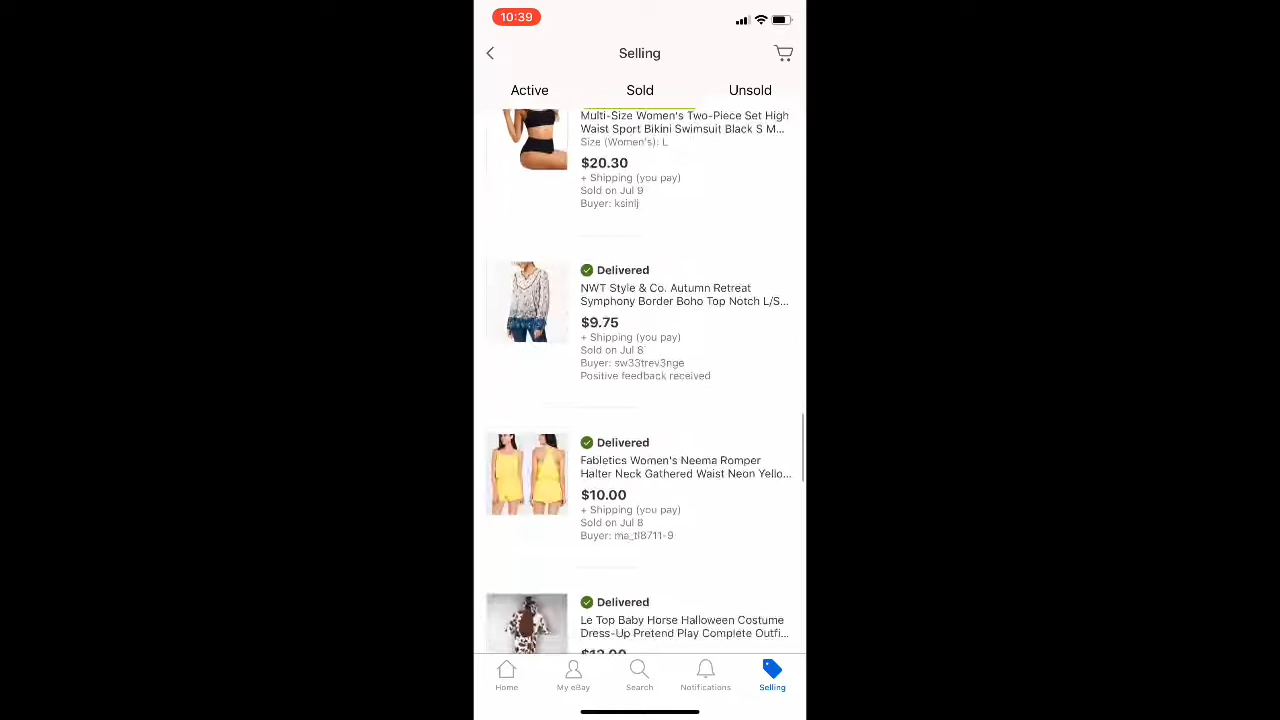 10:39
Selling
Active
Sold
Unsold
Multi-Size Women's Two-Piece Set High
Waist Sport Bikini Swimsuit Black S M...
Size (Women's): L
$20.30
+ Shipping (you pay)
Sold on Jul 9
Buyer: ksinlj
Delivered
NWT Style & Co. Autumn Retreat
Symphony Border Boho Top Notch L/S...
$9.75
+ Shipping (you pay)
Sold on Jul 8
Buyer: sw33trev3nge
Positive feedback received
Delivered
Fabletics Women's Neema Romper
Halter Neck Gathered Waist Neon Yello...
$10.00
+ Shipping (you pay)
Sold on Jul 8
Buyer: ma_tl8711-9
Delivered
Le Top Baby Horse Halloween Costume
Dress-Up Pretend Play Complete Outfi...
$12.00
Home
My eBay
Search
Notifications
Selling